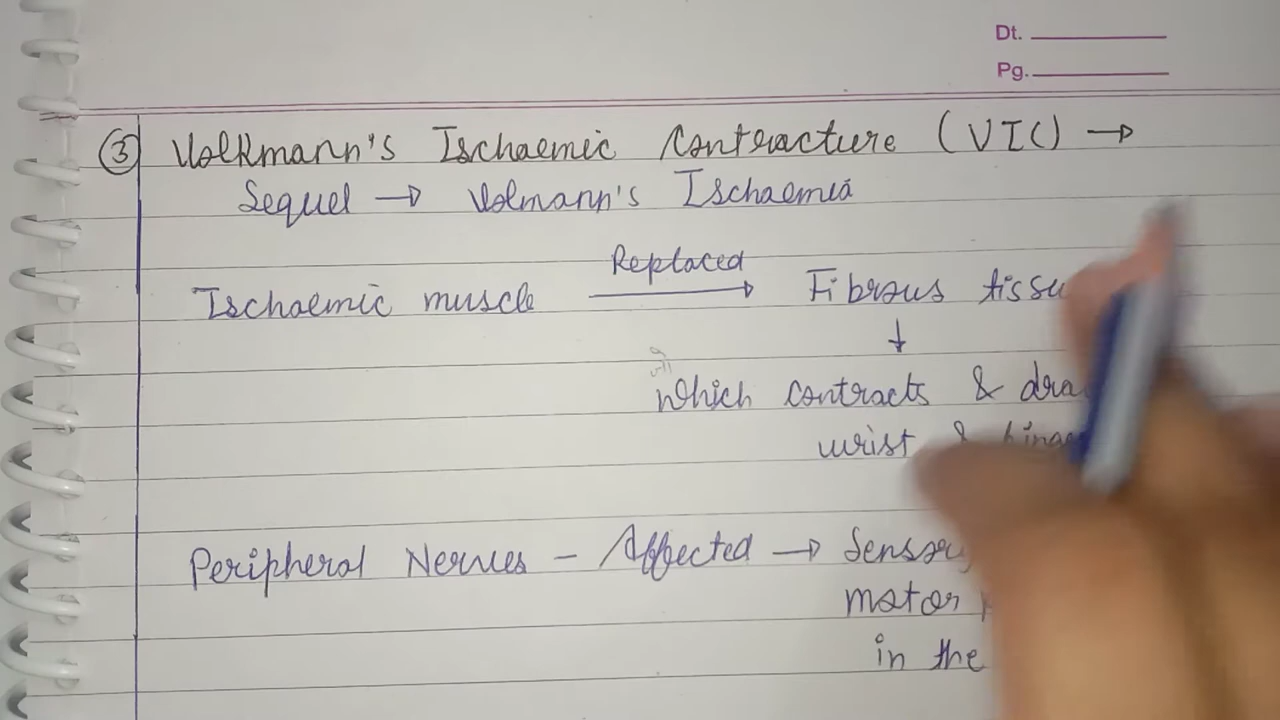 Dt.
Pg.
③ Volkmann's Ischaemic Contracture (VIC) →
Sequel → Volmann's Ischaemia
Replaced
Ischaemic muscle → Fibrous
↓
which contracts &
wrist &
Peripheral Nerves - Affected →
motor
in the